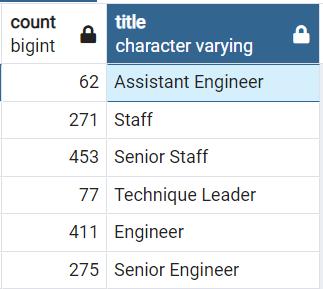 count title
bigint character varying
62 Assistant Engineer
271 Staff
453 Senior Staff
77 Technique Leader
411 Engineer
275 Senior Engineer